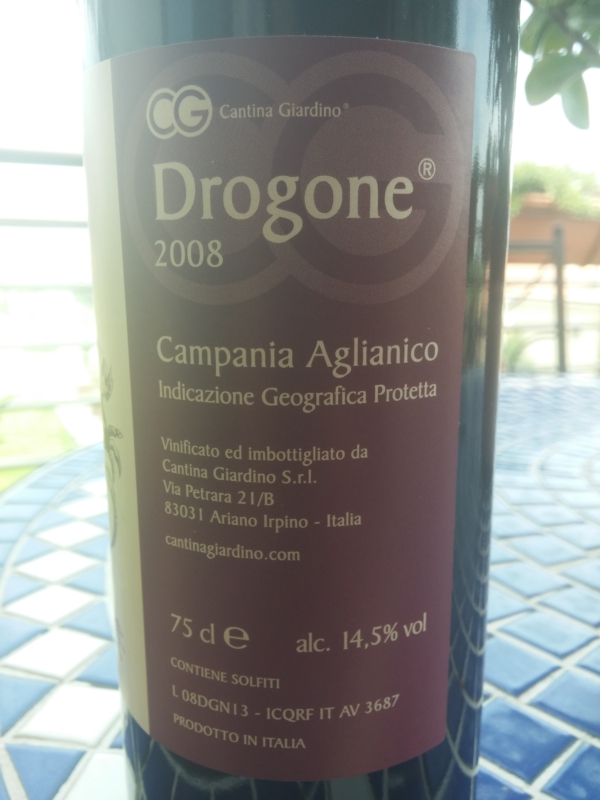 CG Cantina Giardino®
Drogone®
2008
Campania Aglianico
Indicazione Geografica Protetta
Vinificato ed imbottigliato da
Cantina Giardino S.r.l.
Via Petrara 21/B
83031 Ariano Irpino - Italia
cantinagiardino.com
75 cl e alc. 14,5% vol
CONTIENE SOLFITI
L 08DGN13 - ICQRF IT AV 3687
PRODOTTO IN ITALIA